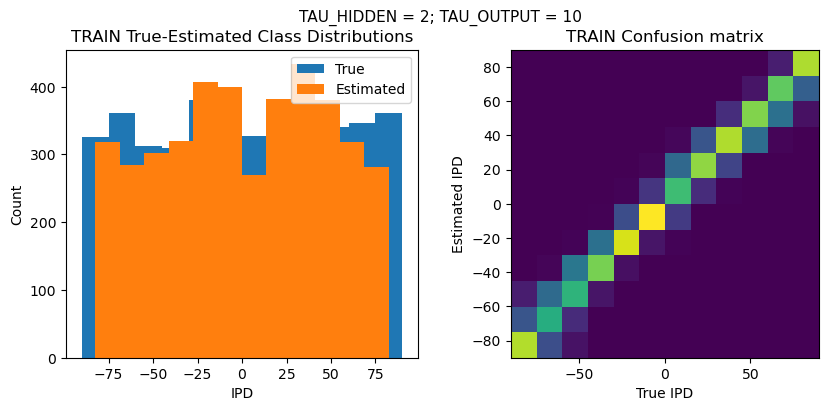 TAU_HIDDEN = 2; TAU_OUTPUT = 10
TRAIN True-Estimated Class Distributions
True
Estimated
400
300
200
100
0
Count
−75
−50
−25
0
25
50
75
IPD
TRAIN Confusion matrix
80
60
40
20
0
−20
−40
−60
−80
Estimated IPD
−50
0
50
True IPD